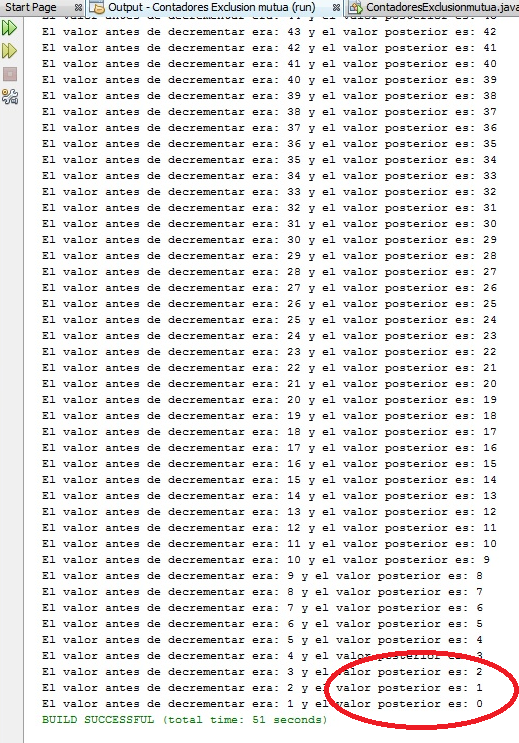 Start Page
Output - Contadores Exclusion mutua (run)
ContadoresExclusionmutua.java
El valor antes de decrementar era: 43 y el valor posterior es: 42
El valor antes de decrementar era: 42 y el valor posterior es: 41
El valor antes de decrementar era: 41 y el valor posterior es: 40
El valor antes de decrementar era: 40 y el valor posterior es: 39
El valor antes de decrementar era: 39 y el valor posterior es: 38
El valor antes de decrementar era: 38 y el valor posterior es: 37
El valor antes de decrementar era: 37 y el valor posterior es: 36
El valor antes de decrementar era: 36 y el valor posterior es: 35
El valor antes de decrementar era: 35 y el valor posterior es: 34
El valor antes de decrementar era: 34 y el valor posterior es: 33
El valor antes de decrementar era: 33 y el valor posterior es: 32
El valor antes de decrementar era: 32 y el valor posterior es: 31
El valor antes de decrementar era: 31 y el valor posterior es: 30
El valor antes de decrementar era: 30 y el valor posterior es: 29
El valor antes de decrementar era: 29 y el valor posterior es: 28
El valor antes de decrementar era: 28 y el valor posterior es: 27
El valor antes de decrementar era: 27 y el valor posterior es: 26
El valor antes de decrementar era: 26 y el valor posterior es: 25
El valor antes de decrementar era: 25 y el valor posterior es: 24
El valor antes de decrementar era: 24 y el valor posterior es: 23
El valor antes de decrementar era: 23 y el valor posterior es: 22
El valor antes de decrementar era: 22 y el valor posterior es: 21
El valor antes de decrementar era: 21 y el valor posterior es: 20
El valor antes de decrementar era: 20 y el valor posterior es: 19
El valor antes de decrementar era: 19 y el valor posterior es: 18
El valor antes de decrementar era: 18 y el valor posterior es: 17
El valor antes de decrementar era: 17 y el valor posterior es: 16
El valor antes de decrementar era: 16 y el valor posterior es: 15
El valor antes de decrementar era: 15 y el valor posterior es: 14
El valor antes de decrementar era: 14 y el valor posterior es: 13
El valor antes de decrementar era: 13 y el valor posterior es: 12
El valor antes de decrementar era: 12 y el valor posterior es: 11
El valor antes de decrementar era: 11 y el valor posterior es: 10
El valor antes de decrementar era: 10 y el valor posterior es: 9
El valor antes de decrementar era: 9 y el valor posterior es: 8
El valor antes de decrementar era: 8 y el valor posterior es: 7
El valor antes de decrementar era: 7 y el valor posterior es: 6
El valor antes de decrementar era: 6 y el valor posterior es: 5
El valor antes de decrementar era: 5 y el valor posterior es: 4
El valor antes de decrementar era: 4 y el valor posterior es: 3
El valor antes de decrementar era: 3 y el valor posterior es: 2
El valor antes de decrementar era: 2 y el valor posterior es: 1
El valor antes de decrementar era: 1 y el valor posterior es: 0
BUILD SUCCESSFUL (total time: 51 seconds)